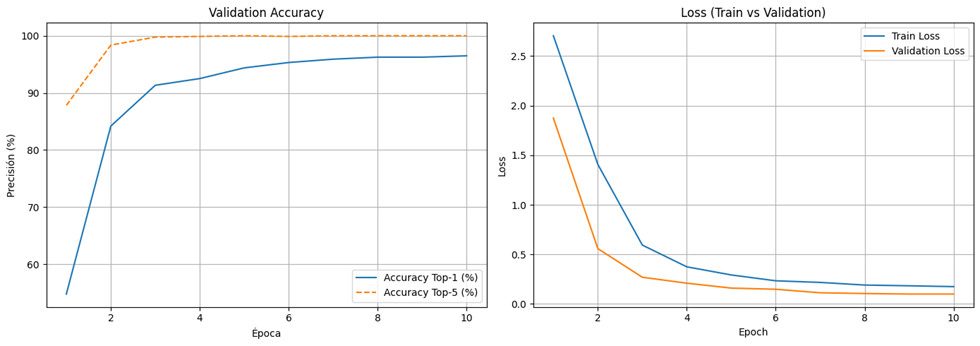 Validation Accuracy
100
90
80
70
60
Precisión (%)
2
4
6
8
10
Época
Accuracy Top-1 (%)
Accuracy Top-5 (%)
Loss (Train vs Validation)
2.5
2.0
1.5
1.0
0.5
0.0
Loss
2
4
6
8
10
Epoch
Train Loss
Validation Loss